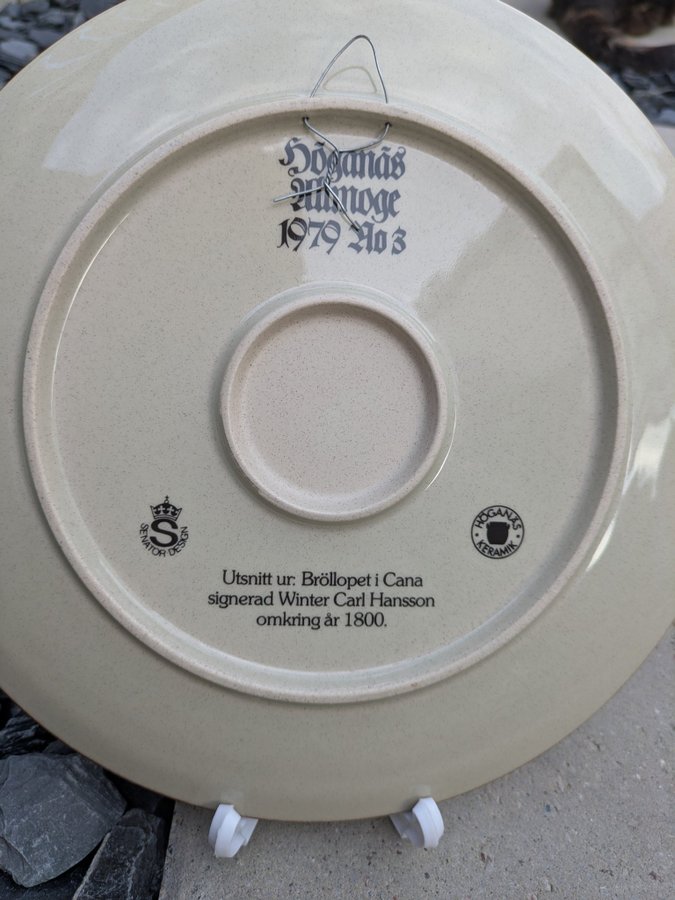 Höganäs
Allmoge
1979 No 3
S
SENATOR DESIGN
HÖGANÄS
KERAMIK
Utsnitt ur: Bröllopet i Cana
signerad Winter Carl Hansson
omkring år 1800.